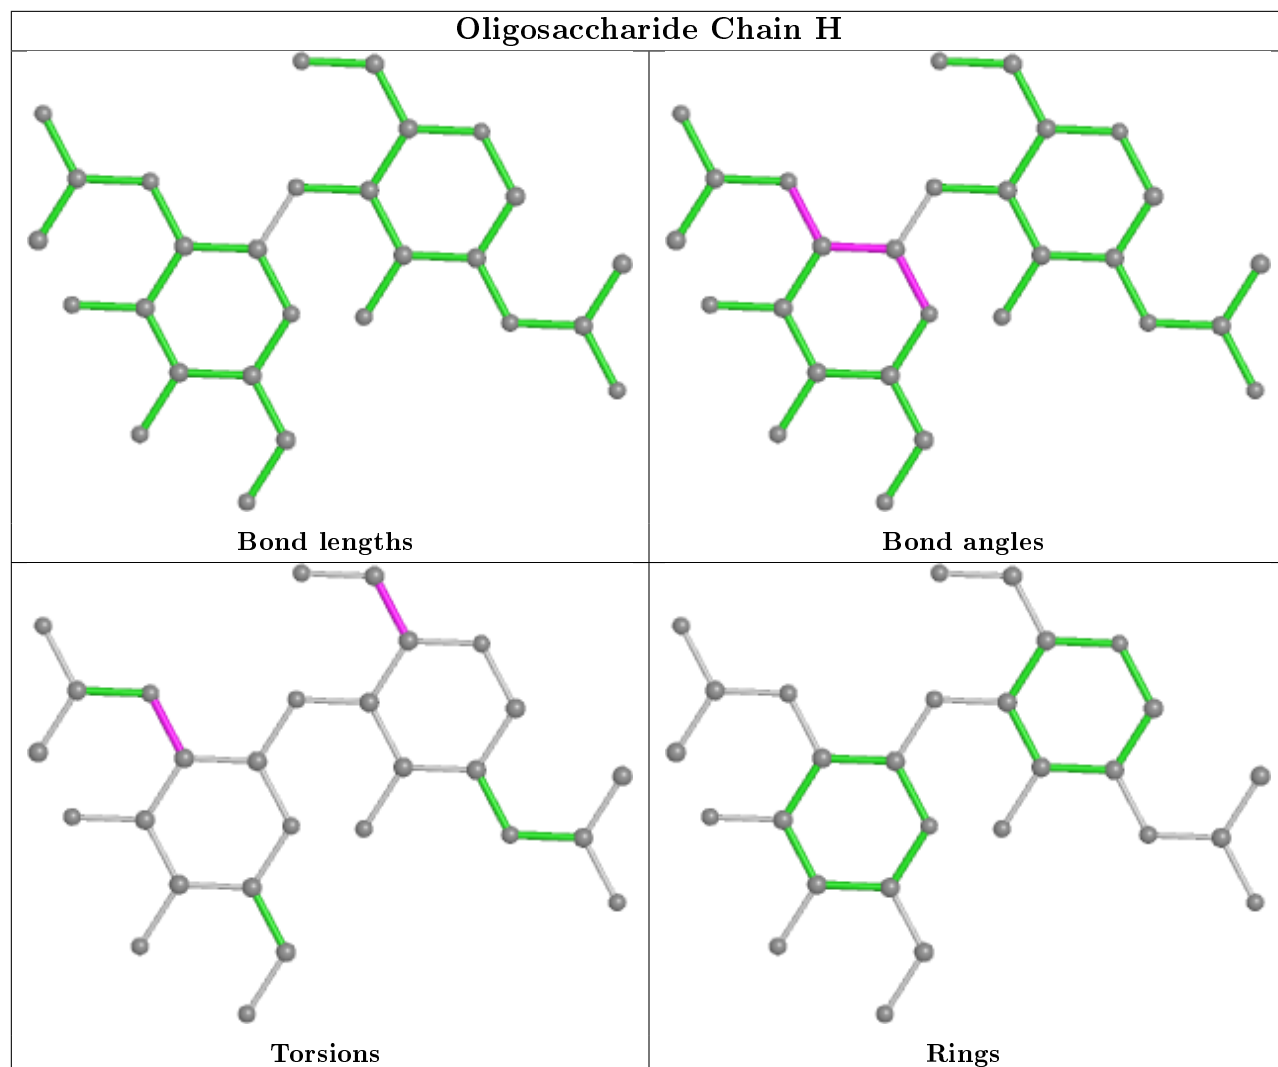 Oligosaccharide Chain H
Bond lengths
Bond angles
Torsions
Rings